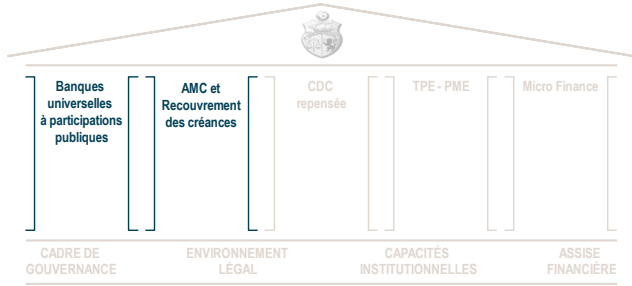 Banques
universelles
à participations
publiques
AMC et
Recouvrement
des créances
CDC
repensée
TPE - PME
Micro Finance
CADRE DE
GOUVERNANCE
ENVIRONNEMENT
LÉGAL
CAPACITÉS
INSTITUTIONNELLES
ASSISE
FINANCIÈRE